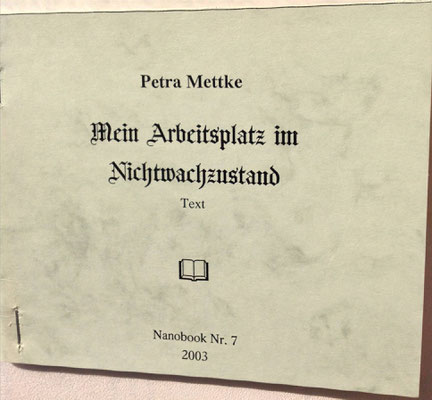 Petra Mettke
Mein Arbeitsplatz im
Nichtwachzustand
Text
Nanobook Nr. 7
2003